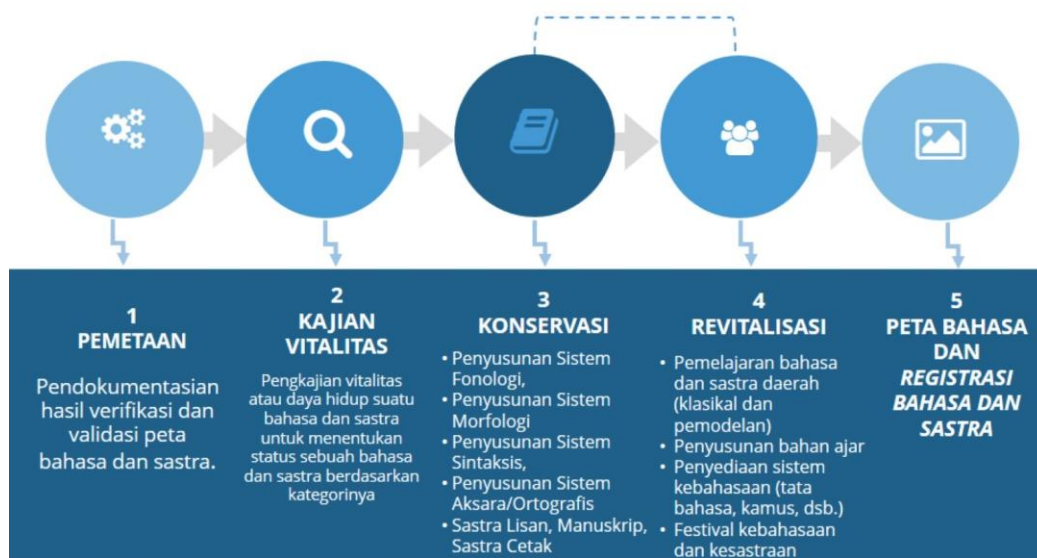 1
PEMETAAN
Pendokumentasian
hasil verifikasi dan
validasi peta
bahasa dan sastra.
2
KAJIAN
VITALITAS
Pengkajian vitalitas
atau daya hidup suatu
bahasa dan sastra
untuk menentukan
status sebuah bahasa
dan sastra berdasarkan
kategorinya
3
KONSERVASI
• Penyusunan Sistem
Fonologi,
• Penyusunan Sistem
Morfologi
• Penyusunan Sistem
Sintaksis,
• Penyusunan Sistem
Aksara/Ortografis
• Sastra Lisan, Manuskrip,
Sastra Cetak
4
REVITALISASI
• Pemelajaran bahasa
dan sastra daerah
(klasikal dan
pemodelan)
• Penyusunan bahan ajar
• Penyediaan sistem
kebahasaan (tata
bahasa, kamus, dsb.)
• Festival kebahasaan
dan kesastraan
5
PETA BAHASA
DAN
REGISTRASI
BAHASA DAN
SASTRA